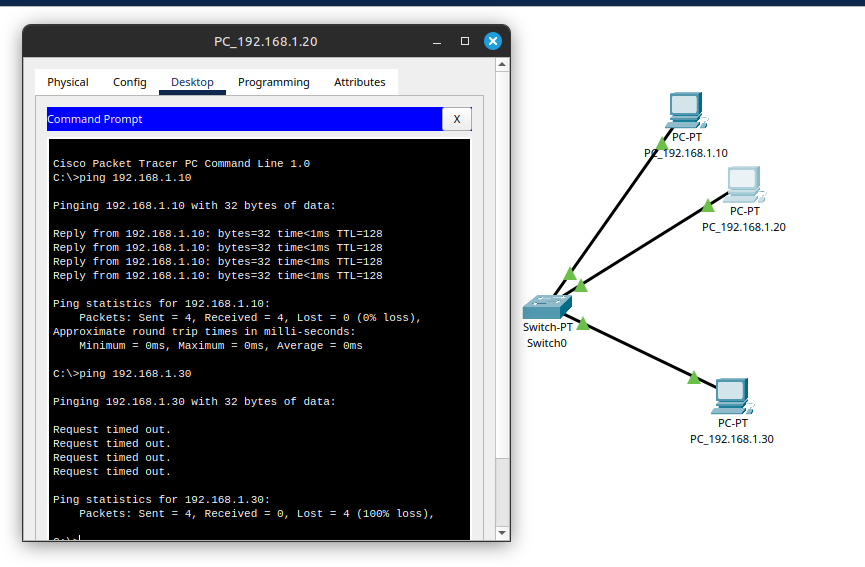 PC_192.168.1.20
Physical Config Desktop Programming Attributes
Command Prompt
X
Cisco Packet Tracer PC Command Line 1.0
C:\>ping 192.168.1.10
Pinging 192.168.1.10 with 32 bytes of data:
Reply from 192.168.1.10: bytes=32 time<1ms TTL=128
Reply from 192.168.1.10: bytes=32 time<1ms TTL=128
Reply from 192.168.1.10: bytes=32 time<1ms TTL=128
Reply from 192.168.1.10: bytes=32 time<1ms TTL=128
Ping statistics for 192.168.1.10:
Packets: Sent = 4, Received = 4, Lost = 0 (0% loss),
Approximate round trip times in milli-seconds:
Minimum = 0ms, Maximum = 0ms, Average = 0ms
C:\>ping 192.168.1.30
Pinging 192.168.1.30 with 32 bytes of data:
Request timed out.
Request timed out.
Request timed out.
Request timed out.
Ping statistics for 192.168.1.30:
Packets: Sent = 4, Received = 0, Lost = 4 (100% loss),
C:\>
PC-PT
PC_192.168.1.10
PC-PT
PC_192.168.1.20
Switch-PT
Switch0
PC-PT
PC_192.168.1.30